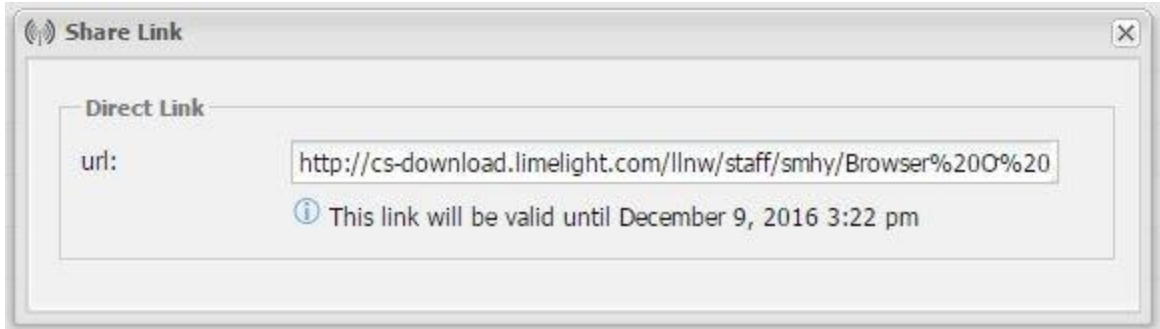 Share Link
Direct Link
url: http://cs-download.limelight.com/llnw/staff/smhy/Browser%20O%20
This link will be valid until December 9, 2016 3:22 pm